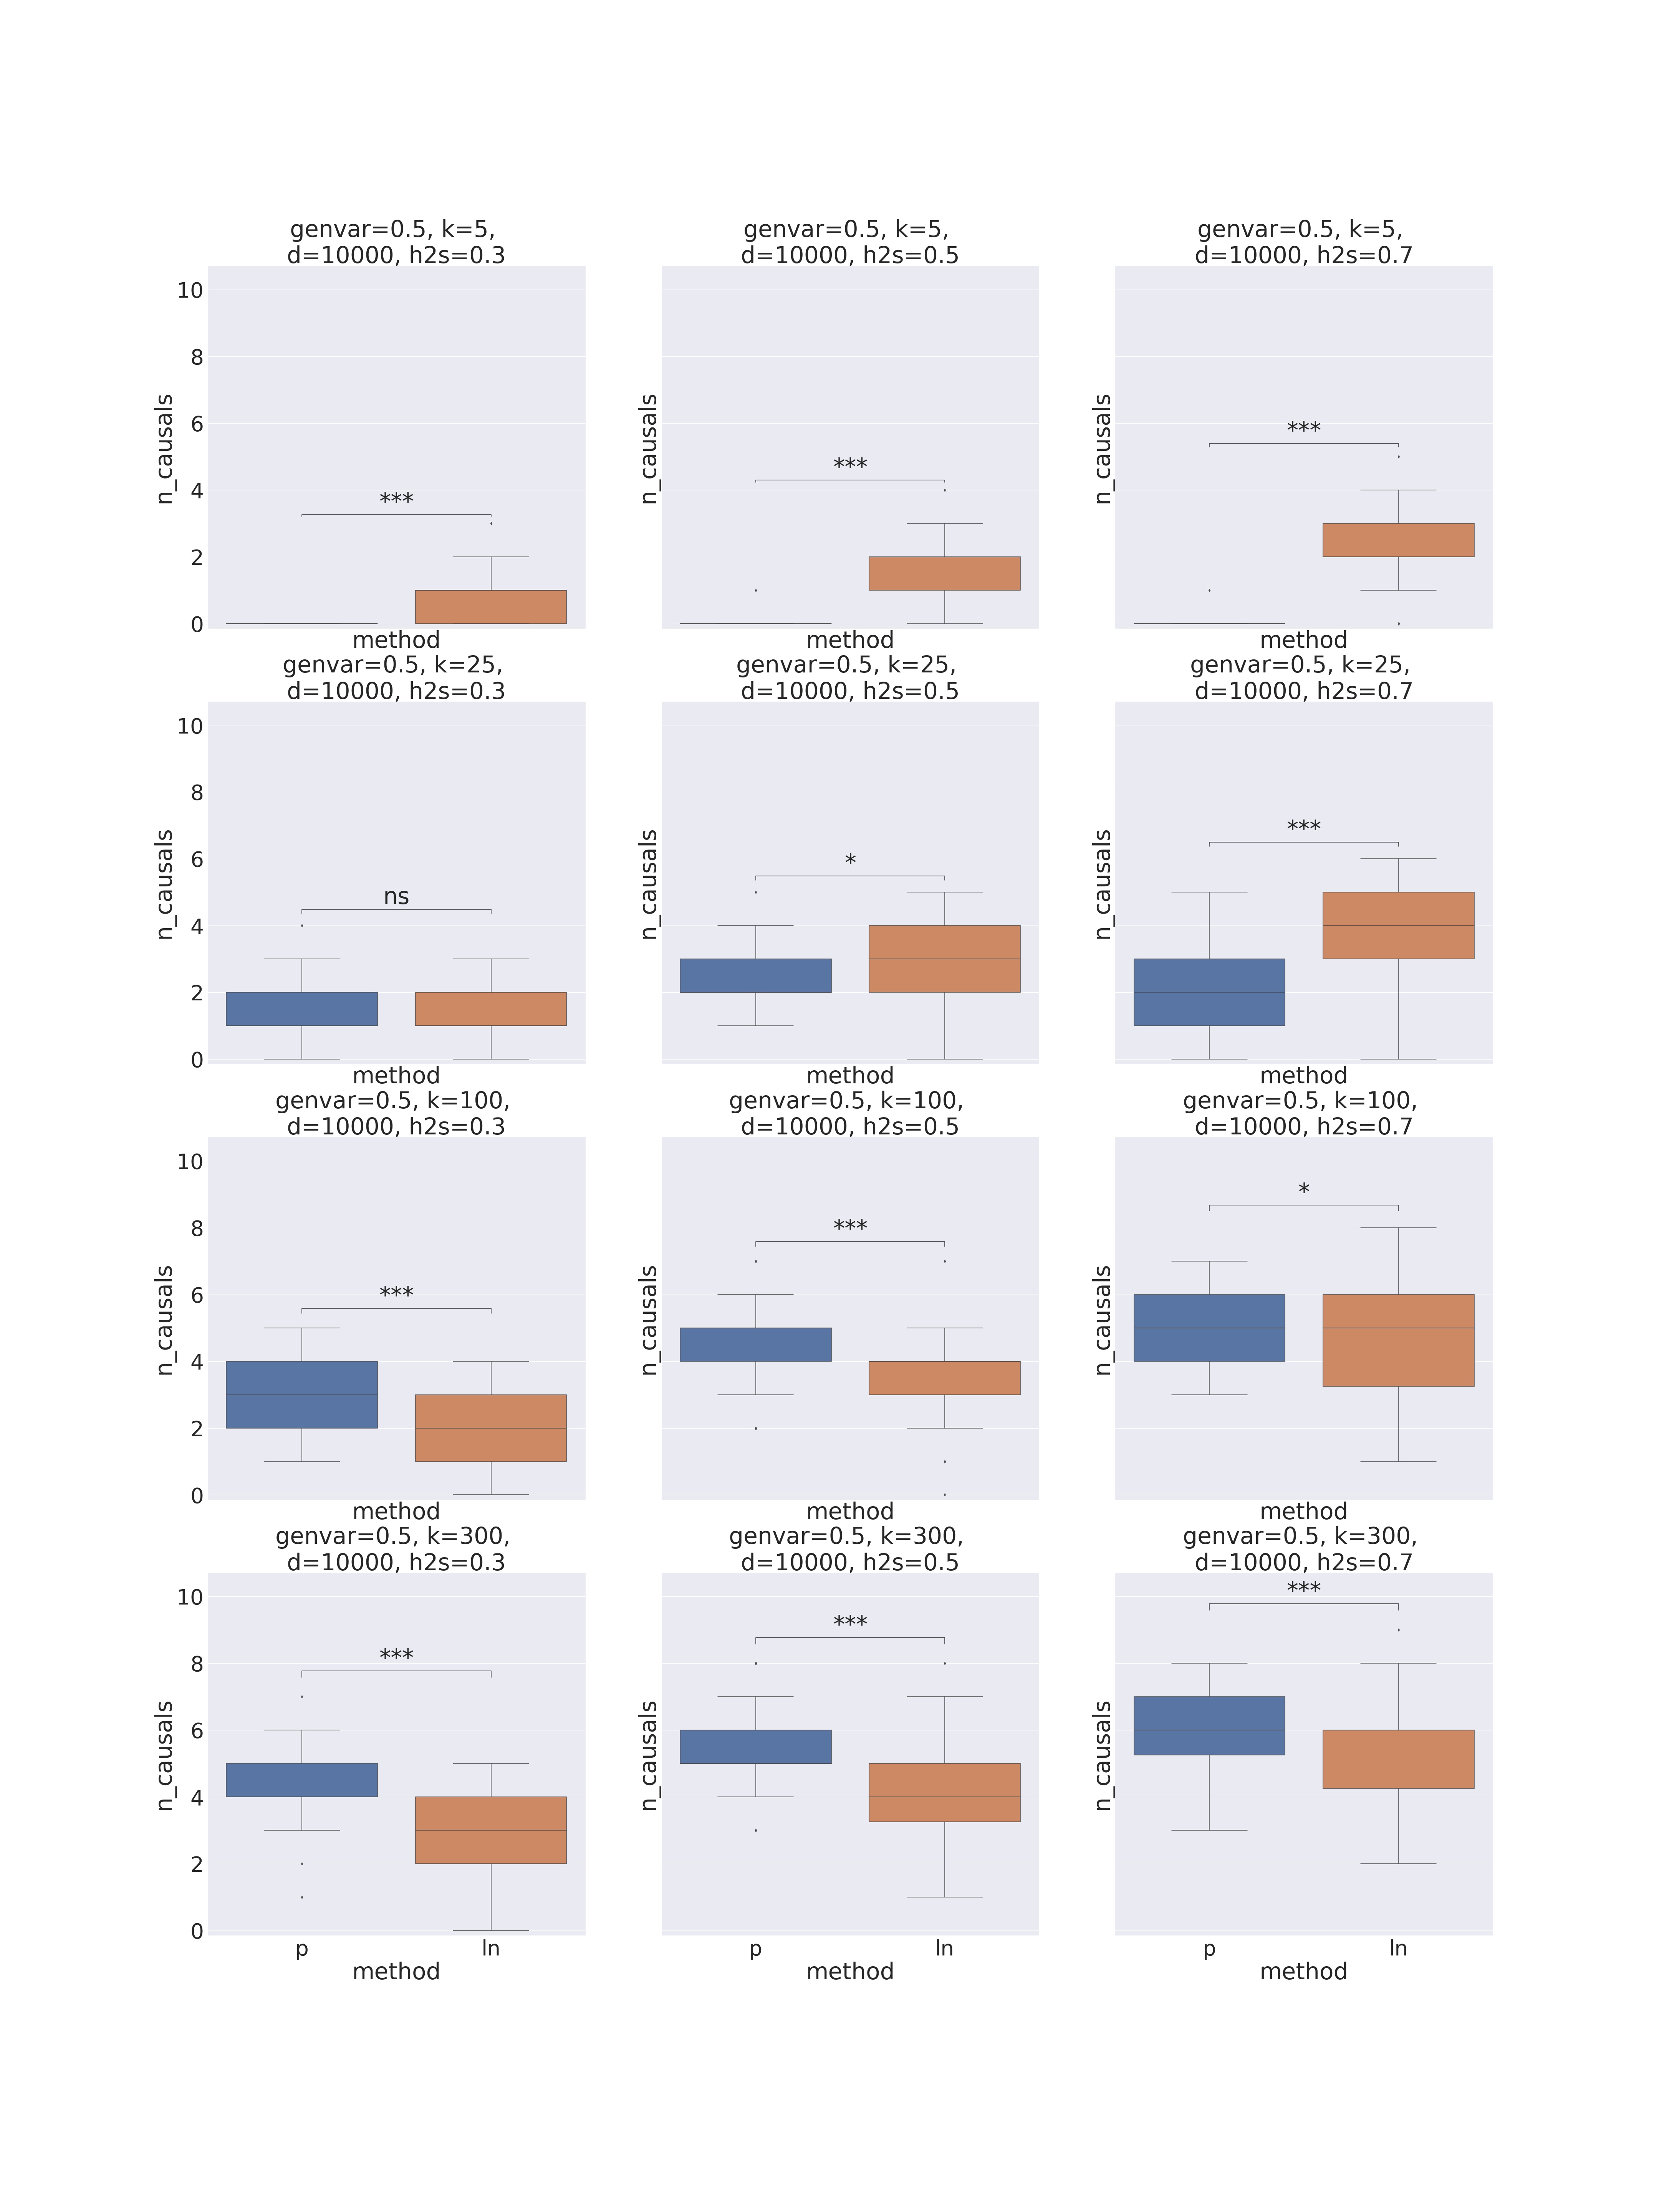 genvar=0.5, k=5,
d=10000, h2s=0.3
genvar=0.5, k=5,
d=10000, h2s=0.5
genvar=0.5, k=5,
d=10000, h2s=0.7
10
8
6
4
2
0
n_causals
***
method
n_causals
***
method
n_causals
***
method
genvar=0.5, k=25,
d=10000, h2s=0.3
genvar=0.5, k=25,
d=10000, h2s=0.5
genvar=0.5, k=25,
d=10000, h2s=0.7
10
8
6
4
2
0
n_causals
ns
method
n_causals
*
method
n_causals
***
method
genvar=0.5, k=100,
d=10000, h2s=0.3
genvar=0.5, k=100,
d=10000, h2s=0.5
genvar=0.5, k=100,
d=10000, h2s=0.7
10
8
6
4
2
0
n_causals
***
method
n_causals
***
method
n_causals
*
method
genvar=0.5, k=300,
d=10000, h2s=0.3
genvar=0.5, k=300,
d=10000, h2s=0.5
genvar=0.5, k=300,
d=10000, h2s=0.7
10
8
6
4
2
0
n_causals
***
p ln
method
n_causals
***
p ln
method
n_causals
***
p ln
method